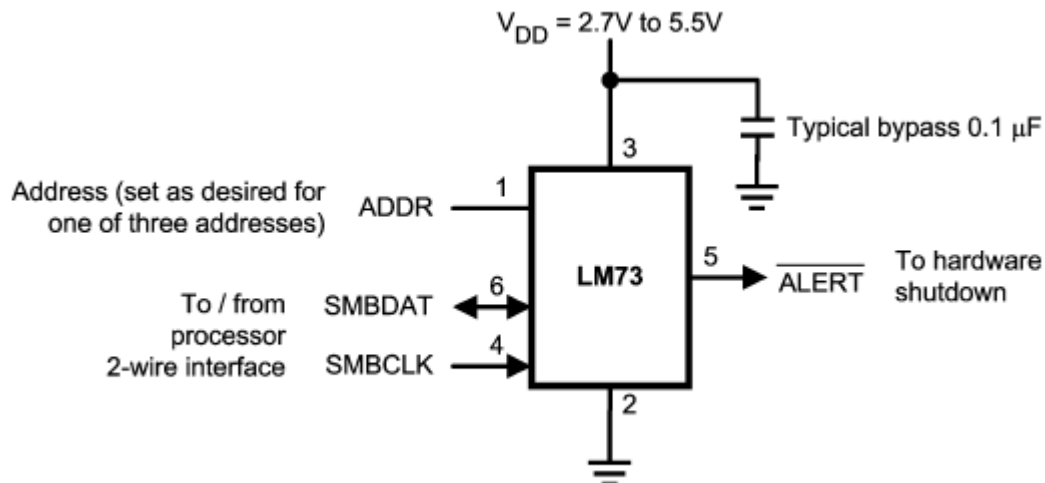 V_DD = 2.7V to 5.5V
Typical bypass 0.1 μF
3
Address (set as desired for
one of three addresses)
ADDR
1
LM73
5
ALERT
To hardware
shutdown
To / from
processor
2-wire interface
SMBDAT
6
SMBCLK
4
2